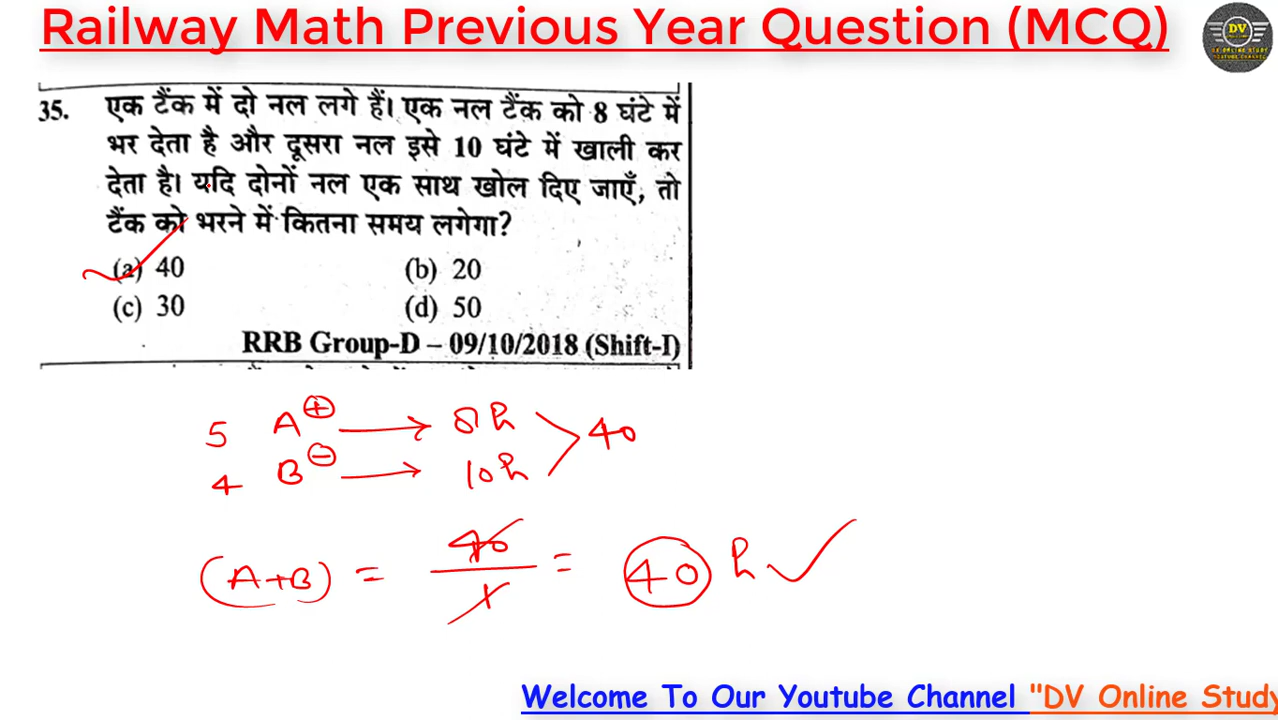 Railway Math Previous Year Question (MCQ)
DV
35. एक टैंक में दो नल लगे हैं। एक नल टैंक को 8 घंटे में
भर देता है और दूसरा नल इसे 10 घंटे में खाली कर
देता है। यदि दोनों नल एक साथ खोल दिए जाएँ, तो
टैंक को भरने में कितना समय लगेगा?
(a) 40 (b) 20
(c) 30 (d) 50
RRB Group-D – 09/10/2018 (Shift-I)
5 A⊕ → 8h
40
4 B⊖ → 10h
(A+B) = 40/1 = 40 h
Welcome To Our Youtube Channel "DV Online Study